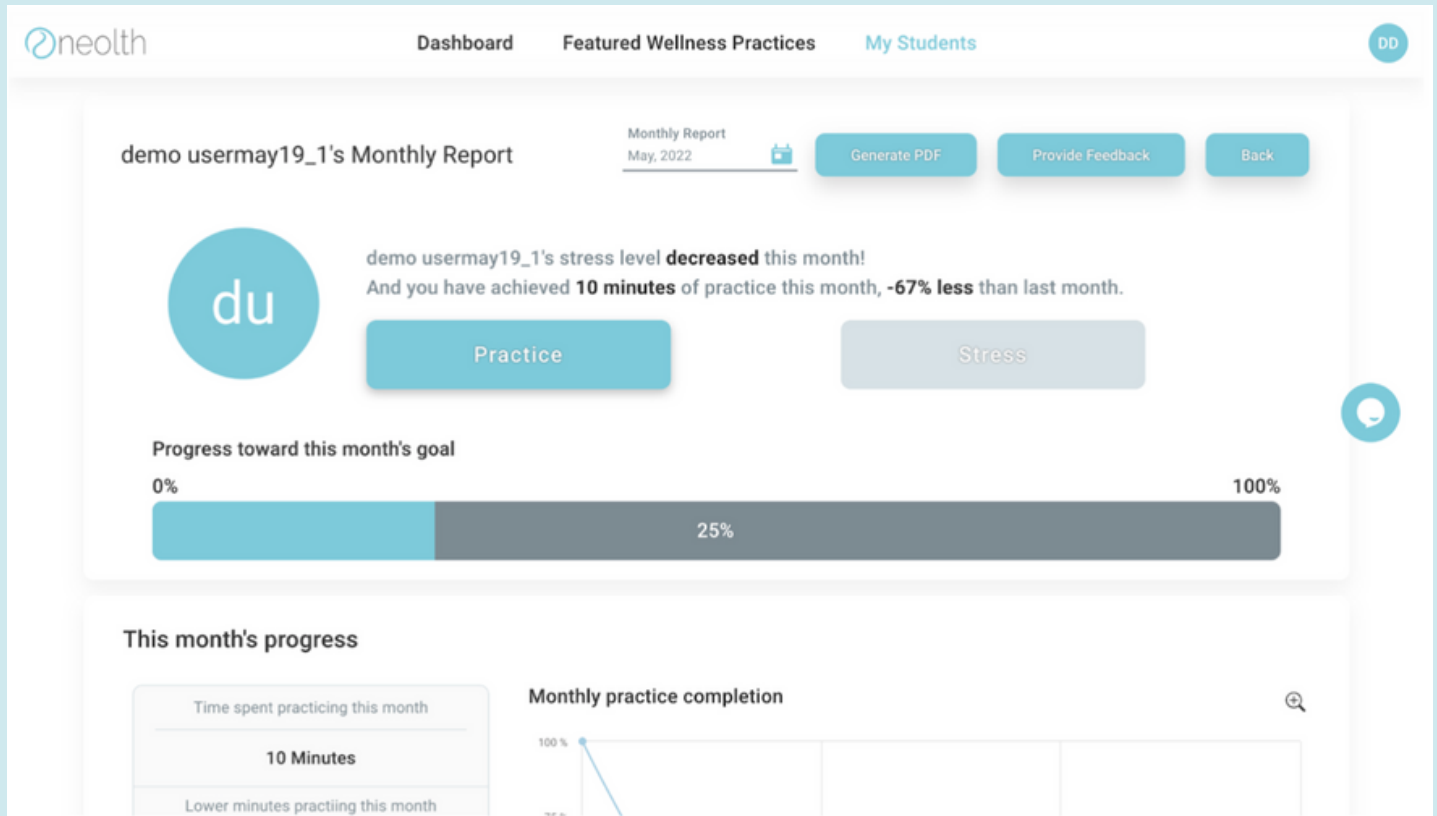 neolth
Dashboard
Featured Wellness Practices
My Students
DD
demo usermay19_1's Monthly Report
Monthly Report
May, 2022
Generate PDF
Provide Feedback
Back
du
demo usermay19_1's stress level decreased this month!
And you have achieved 10 minutes of practice this month, -67% less than last month.
Practice
Stress
Progress toward this month's goal
0%
100%
25%
This month's progress
Time spent practicing this month
10 Minutes
Lower minutes practiing this month
Monthly practice completion
100 %
75 %